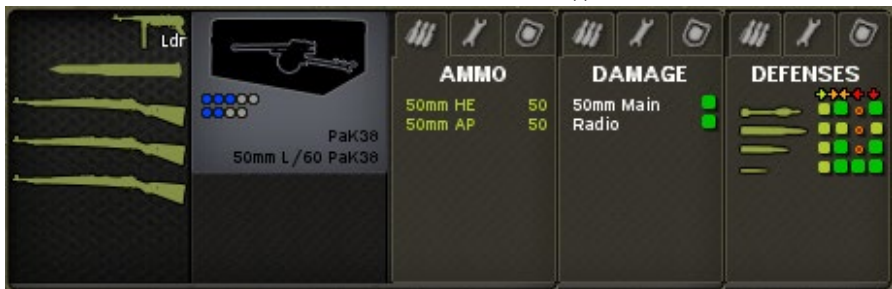 Ldr
PaK38
50mm L/60 PaK38
AMMO
50mm HE 50
50mm AP 50
DAMAGE
50mm Main
Radio
DEFENSES